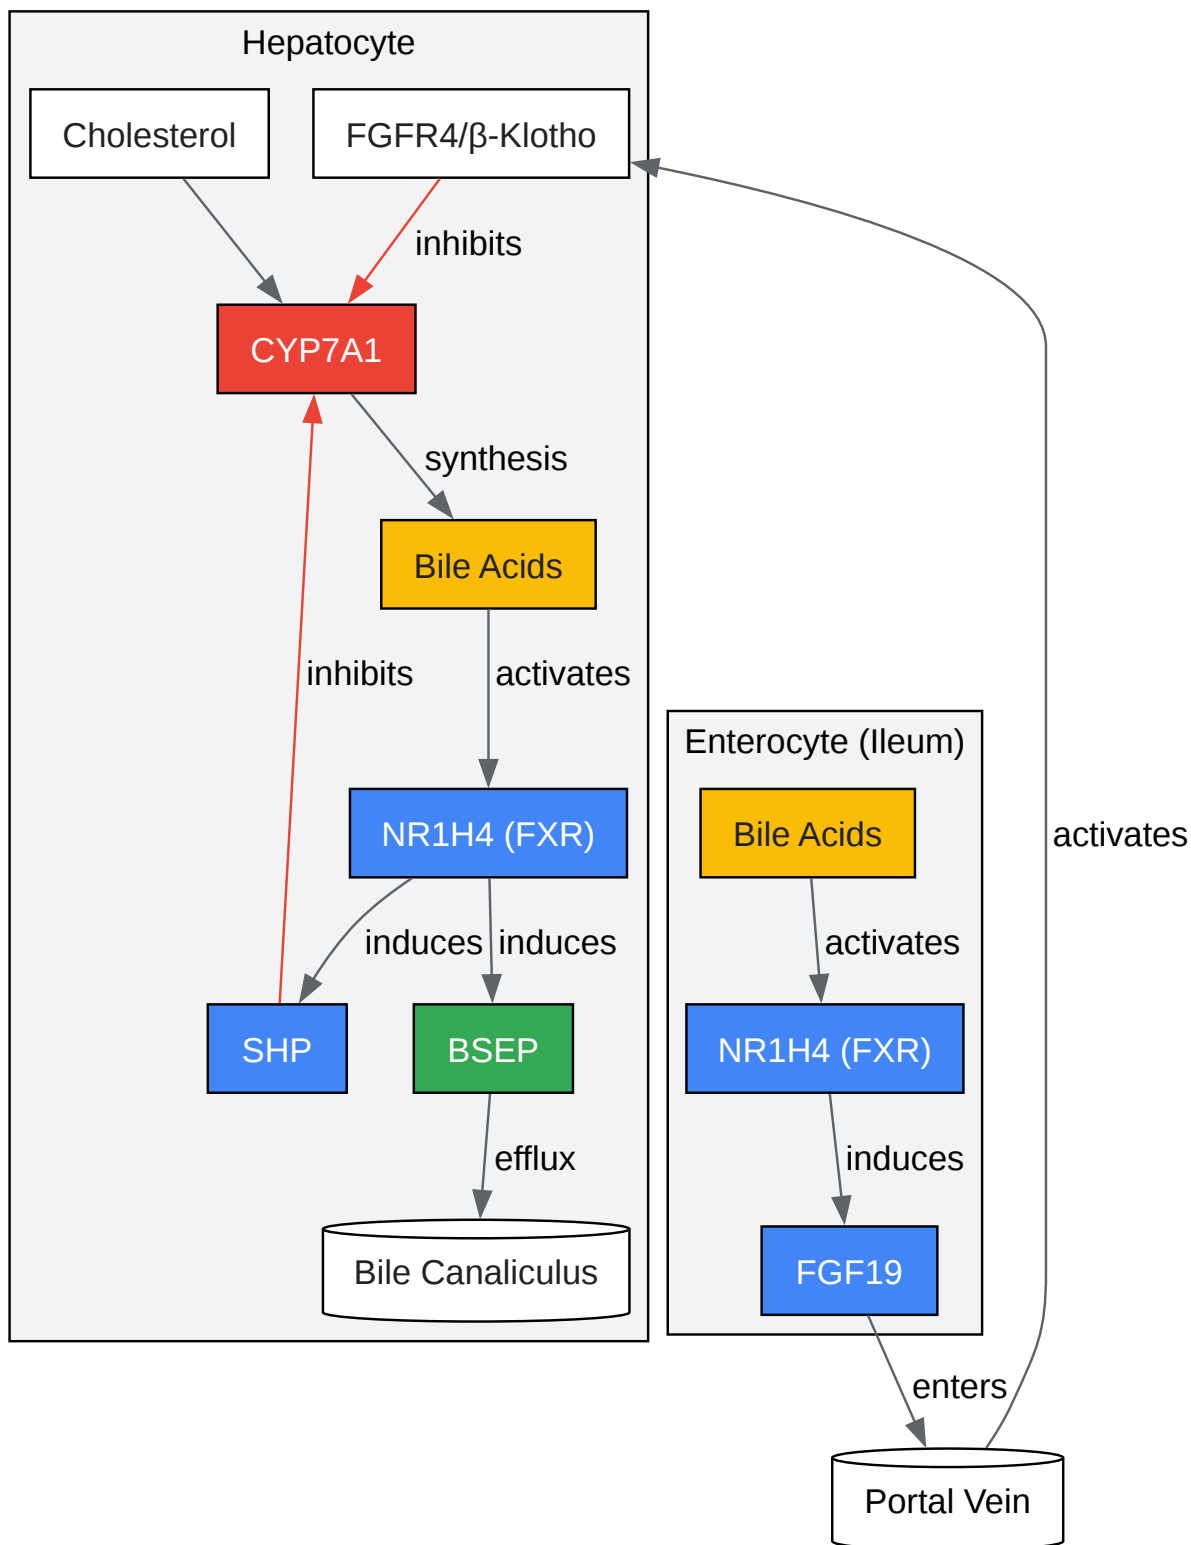 Hepatocyte
Cholesterol
FGFR4/β-Klotho
inhibits
CYP7A1
synthesis
Bile Acids
inhibits
activates
NR1H4 (FXR)
induces
induces
SHP
BSEP
efflux
Bile Canaliculus
Enterocyte (Ileum)
Bile Acids
activates
NR1H4 (FXR)
induces
FGF19
enters
Portal Vein
activates